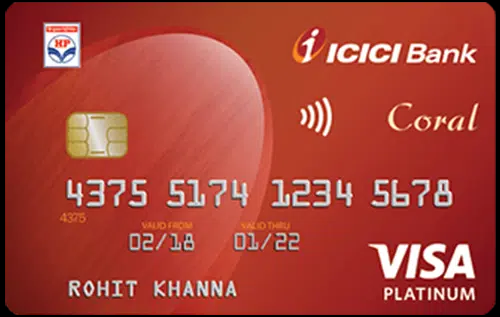 HP
ICICI Bank
Coral
4375 5174 1234 5678
4375
VALID FROM VALID THRU
02/18 01/22
VISA
PLATINUM
ROHIT KHANNA